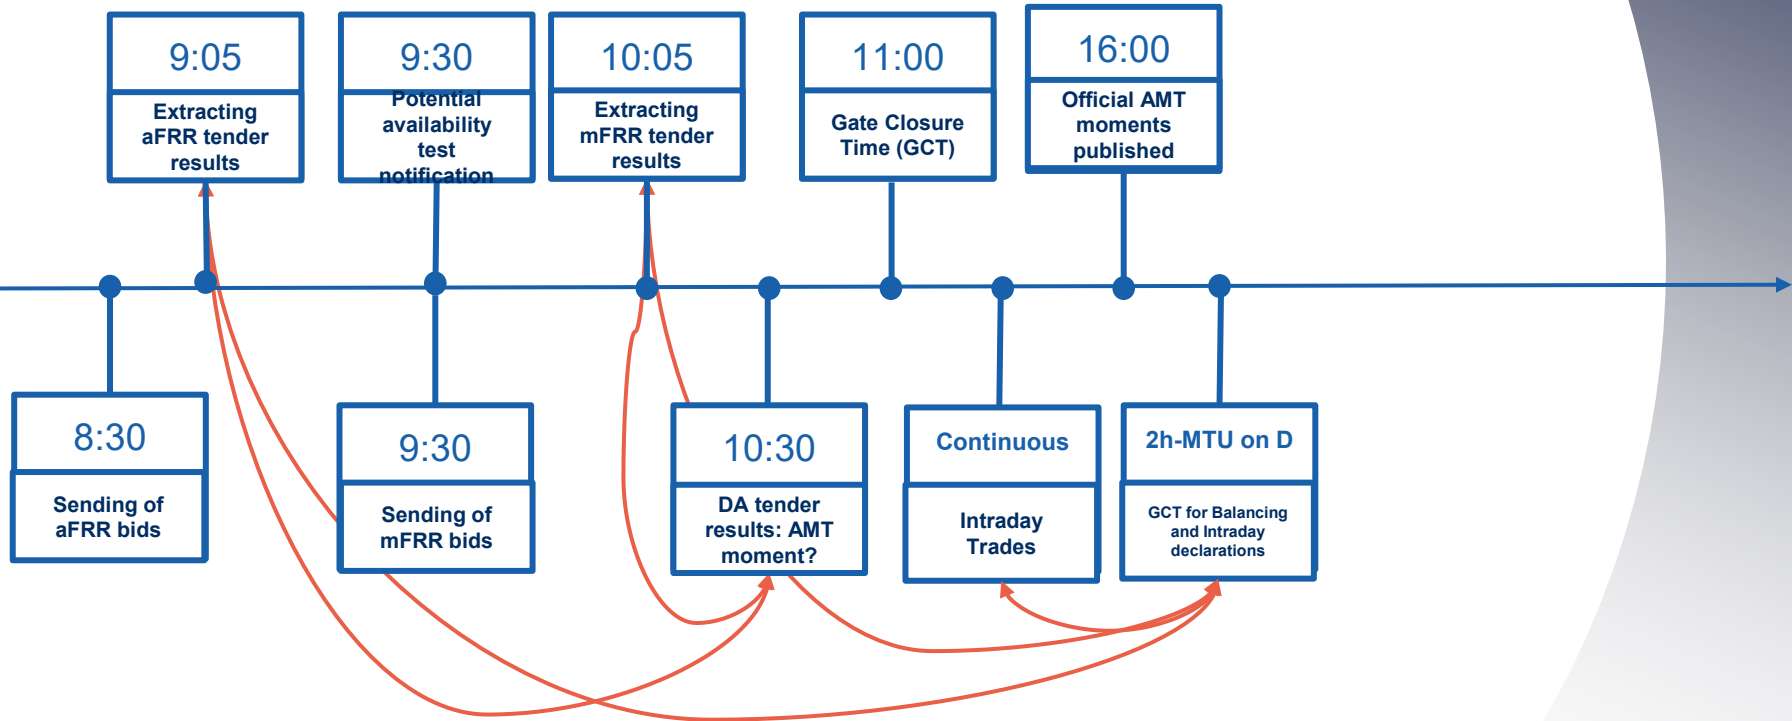 9:05
Extracting
aFRR tender
results
9:30
Potential
availability
test
notification
10:05
Extracting
mFRR tender
results
11:00
Gate Closure
Time (GCT)
16:00
Official AMT
moments
published
8:30
Sending of
aFRR bids
9:30
Sending of
mFRR bids
10:30
DA tender
results: AMT
moment?
Continuous
Intraday
Trades
2h-MTU on D
GCT for Balancing
and Intraday
declarations